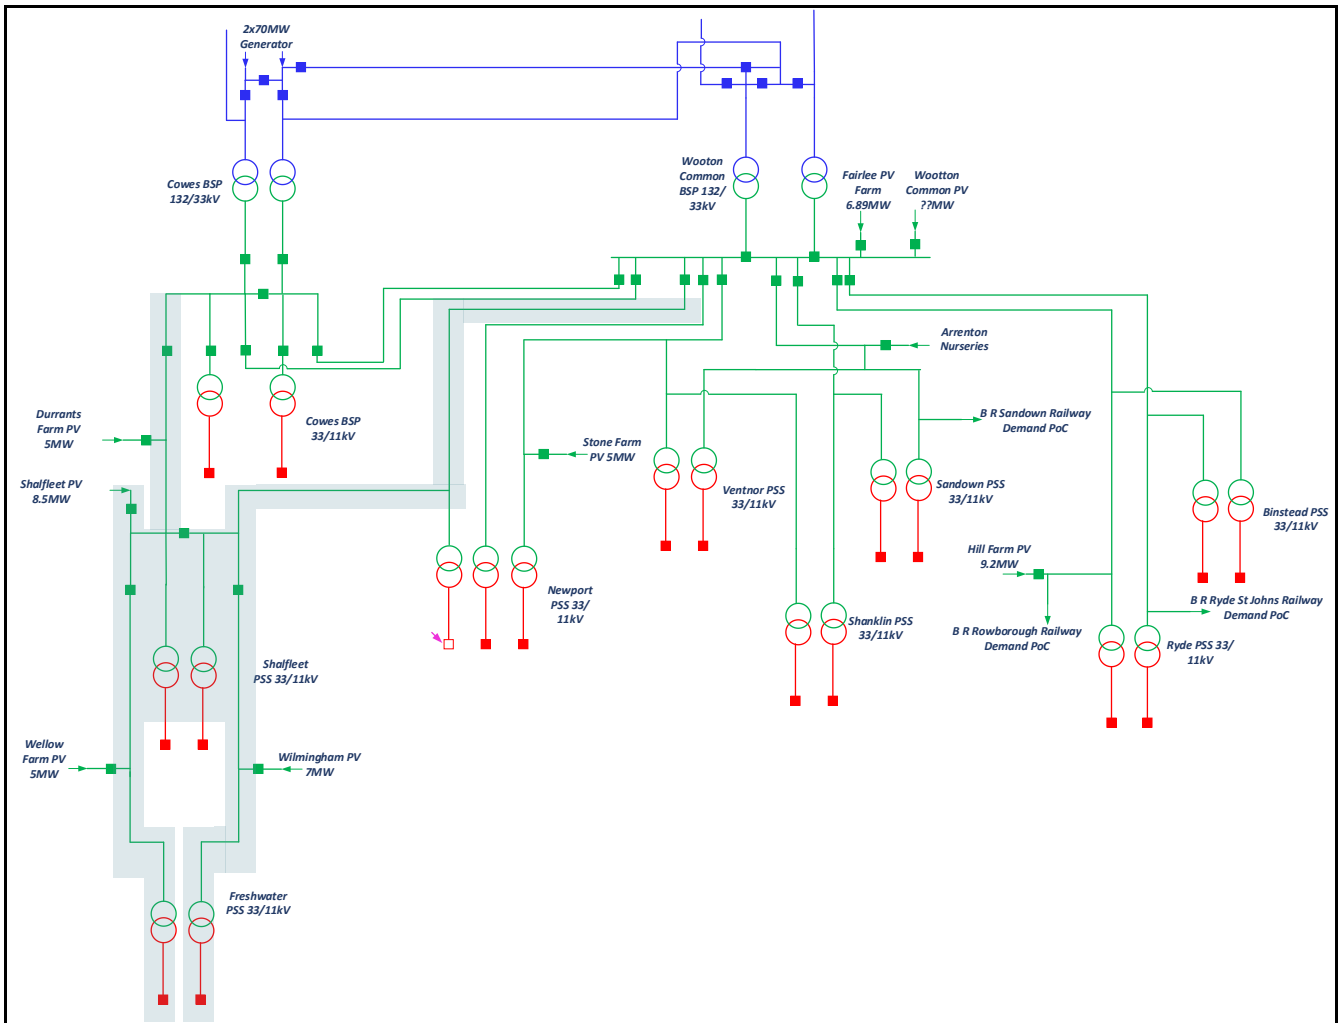 2x70MW
Generator
Cowes BSP
132/33kV
Wooton
Common
BSP 132/
33kV
Fairlee PV
Farm
6.89MW
Wootton
Common PV
??MW
Arrenton
Nurseries
Durrants
Farm PV
5MW
Cowes BSP
33/11kV
Shalfleet PV
8.5MW
Stone Farm
PV 5MW
Ventnor PSS
33/11kV
B R Sandown Railway
Demand PoC
Sandown PSS
33/11kV
Binstead PSS
33/11kV
Hill Farm PV
9.2MW
Newport
PSS 33/
11kV
Shanklin PSS
33/11kV
B R Rowborough Railway
Demand PoC
B R Ryde St Johns Railway
Demand PoC
Ryde PSS 33/
11kV
Shalfleet
PSS 33/11kV
Wellow
Farm PV
5MW
Wilmingham PV
7MW
Freshwater
PSS 33/11kV